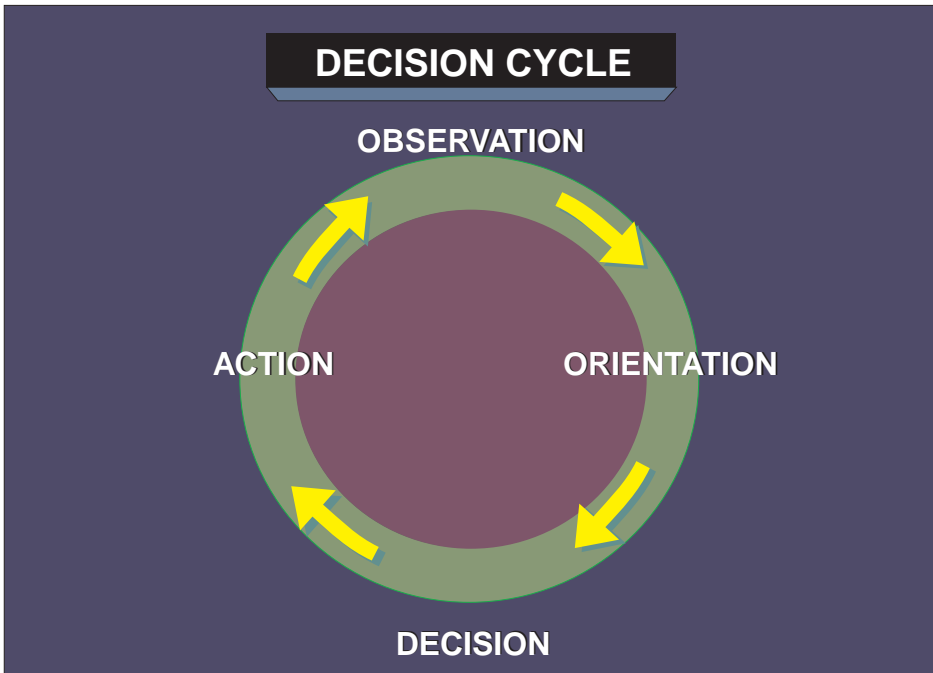 DECISION CYCLE
OBSERVATION
ACTION
ORIENTATION
DECISION